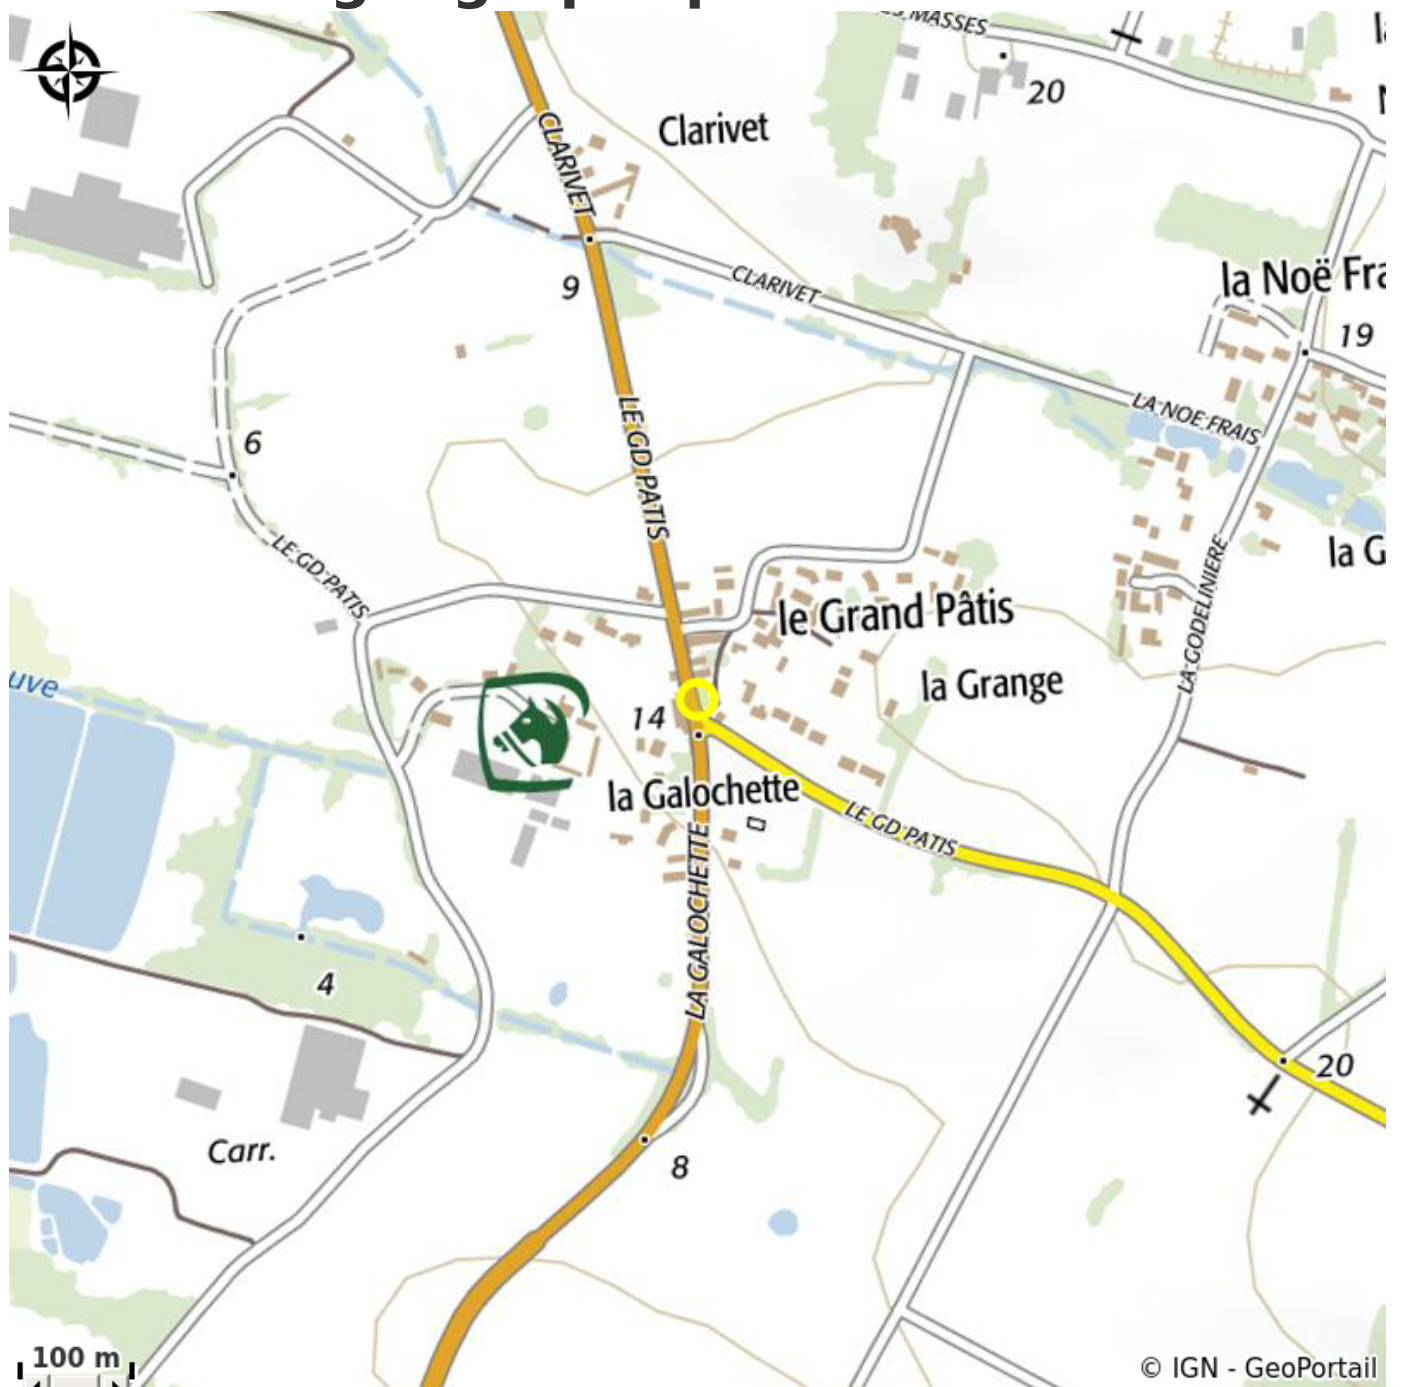 MASSES
20
Clarivet
CLARIVET
la Noë Fra
9
CLARIVET
19
LA NOE FRAIS
LE GD PATIS
6
LE GD PATIS
la G
LA GODELINIERE
le Grand Pâtis
la Grange
uve
14
la Galochette
LE GD PATIS
LA GALOCHETTE
4
20
Carr.
8
100 m
© IGN - GeoPortail